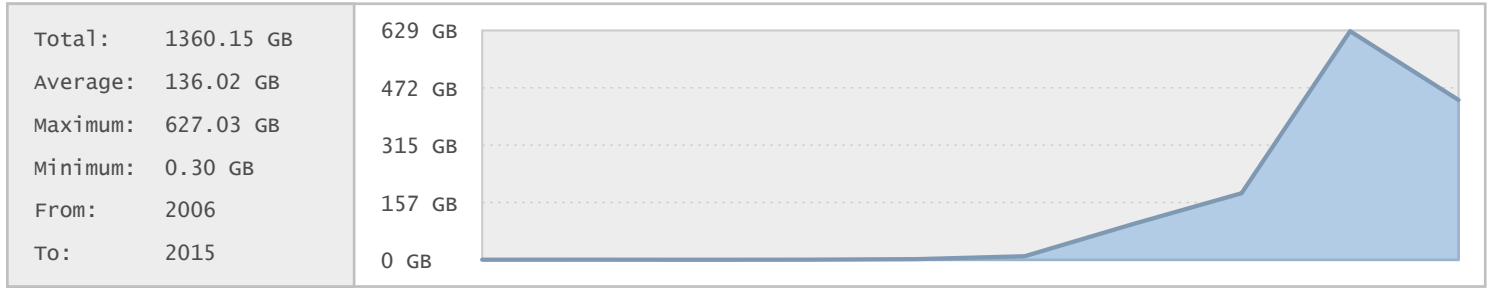 Total: 1360.15 GB
Average: 136.02 GB
Maximum: 627.03 GB
Minimum: 0.30 GB
From: 2006
To: 2015
629 GB
472 GB
315 GB
157 GB
0 GB